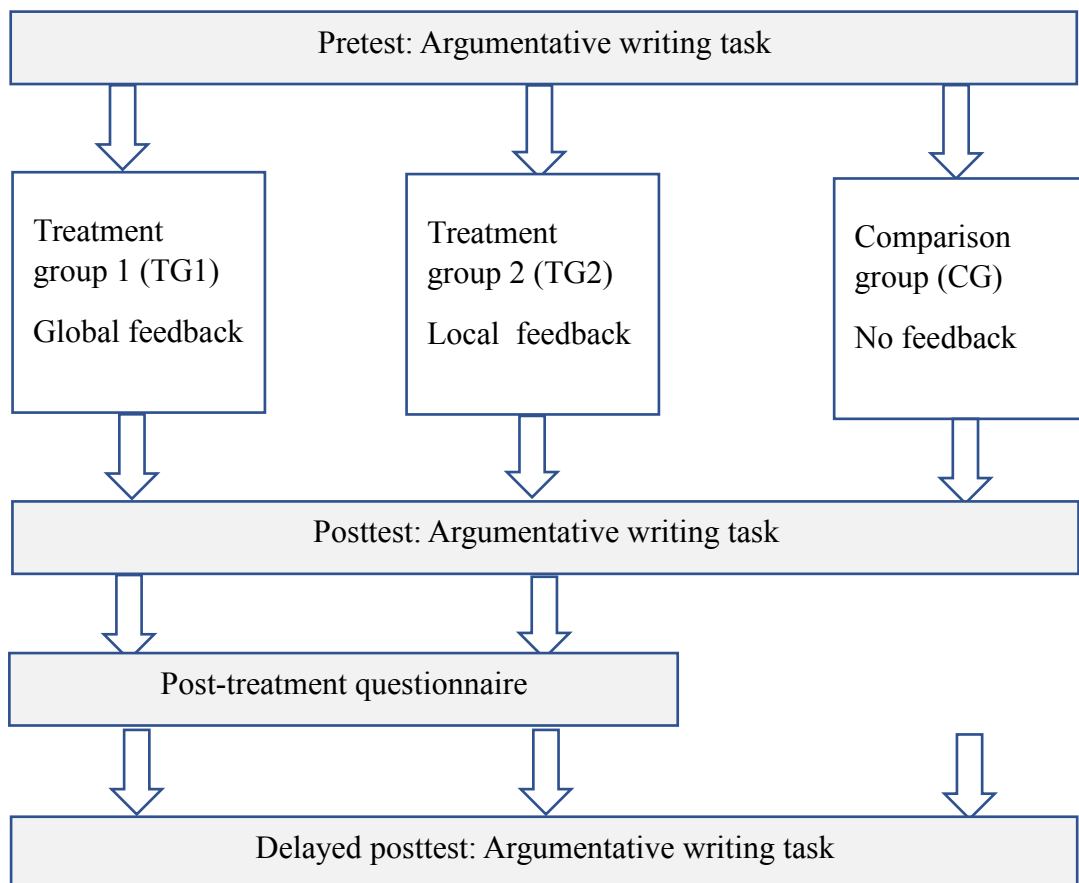 Pretest: Argumentative writing task
Treatment
group 1 (TG1)
Global feedback
Treatment
group 2 (TG2)
Local feedback
Comparison
group (CG)
No feedback
Posttest: Argumentative writing task
Post-treatment questionnaire
Delayed posttest: Argumentative writing task